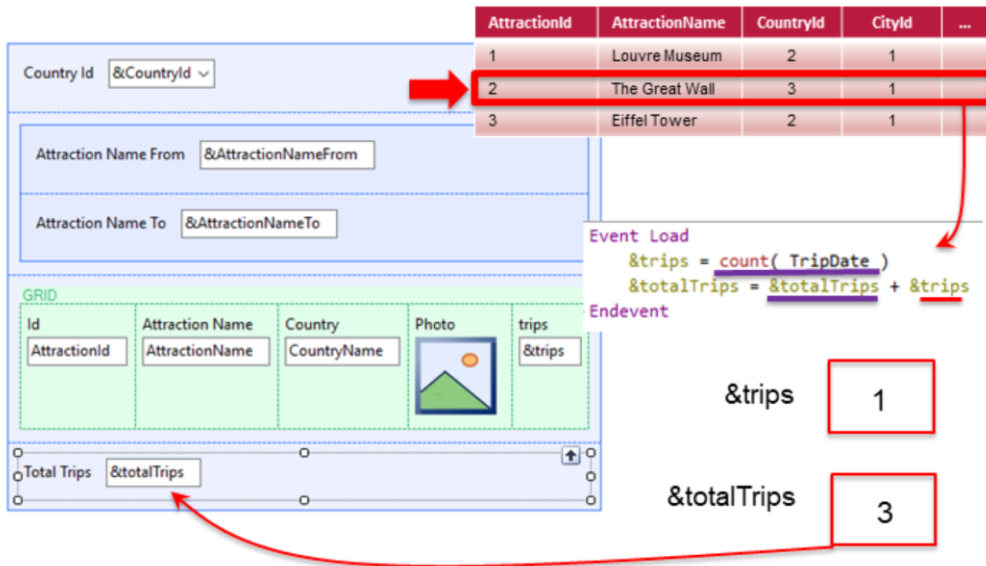 AttractionId AttractionName CountryId CityId ...
1 Louvre Museum 2 1
2 The Great Wall 3 1
3 Eiffel Tower 2 1
Country Id &CountryId
Attraction Name From &AttractionNameFrom
Attraction Name To &AttractionNameTo
Event Load
&trips = count( TripDate )
&totalTrips = &totalTrips + &trips
Endevent
GRID
Id Attraction Name Country Photo trips
AttractionId AttractionName CountryName &trips
&trips 1
Total Trips &totalTrips
&totalTrips 3